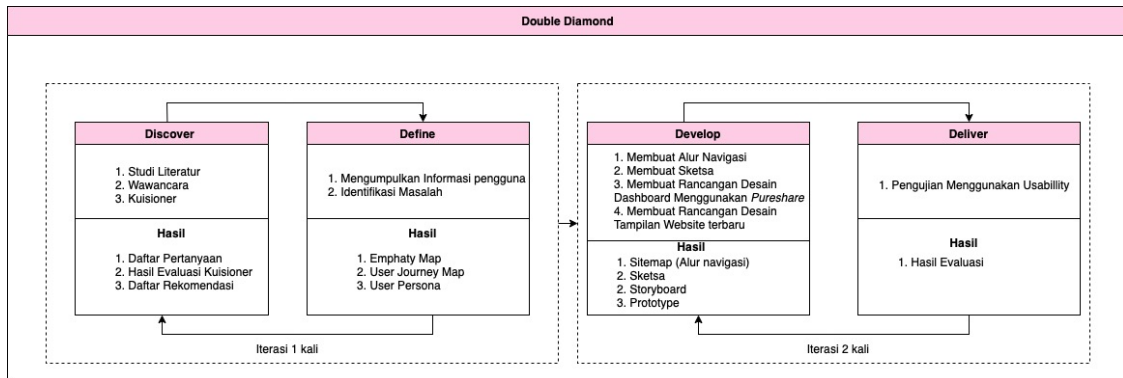 Double Diamond
Discover
1. Studi Literatur
2. Wawancara
3. Kuisioner
Hasil
1. Daftar Pertanyaan
2. Hasil Evaluasi Kuisioner
3. Daftar Rekomendasi
Define
1. Mengumpulkan Informasi pengguna
2. Identifikasi Masalah
Hasil
1. Emphaty Map
2. User Journey Map
3. User Persona
Iterasi 1 kali
Develop
1. Membuat Alur Navigasi
2. Membuat Sketsa
3. Membuat Rancangan Desain
Dashboard Menggunakan Pureshare
4. Membuat Rancangan Desain
Tampilan Website terbaru
Hasil
1. Sitemap (Alur navigasi)
2. Sketsa
2. Storyboard
3. Prototype
Deliver
1. Pengujian Menggunakan Usabillity
Hasil
1. Hasil Evaluasi
Iterasi 2 kali